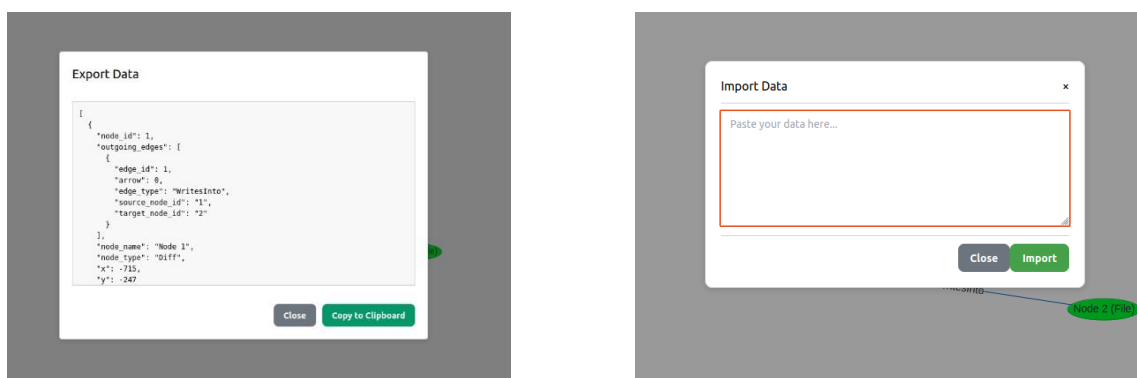 Export Data
[
  {
    "node_id": 1,
    "outgoing_edges": [
      {
        "edge_id": 1,
        "arrow": 0,
        "edge_type": "WritesInto",
        "source_node_id": "1",
        "target_node_id": "2"
      }
    ],
    "node_name": "Node 1",
    "node_type": "Diff",
    "x": -715,
    "y": -247
Close Copy to Clipboard
Import Data ×
Paste your data here...
Close Import
Node 2 (File)